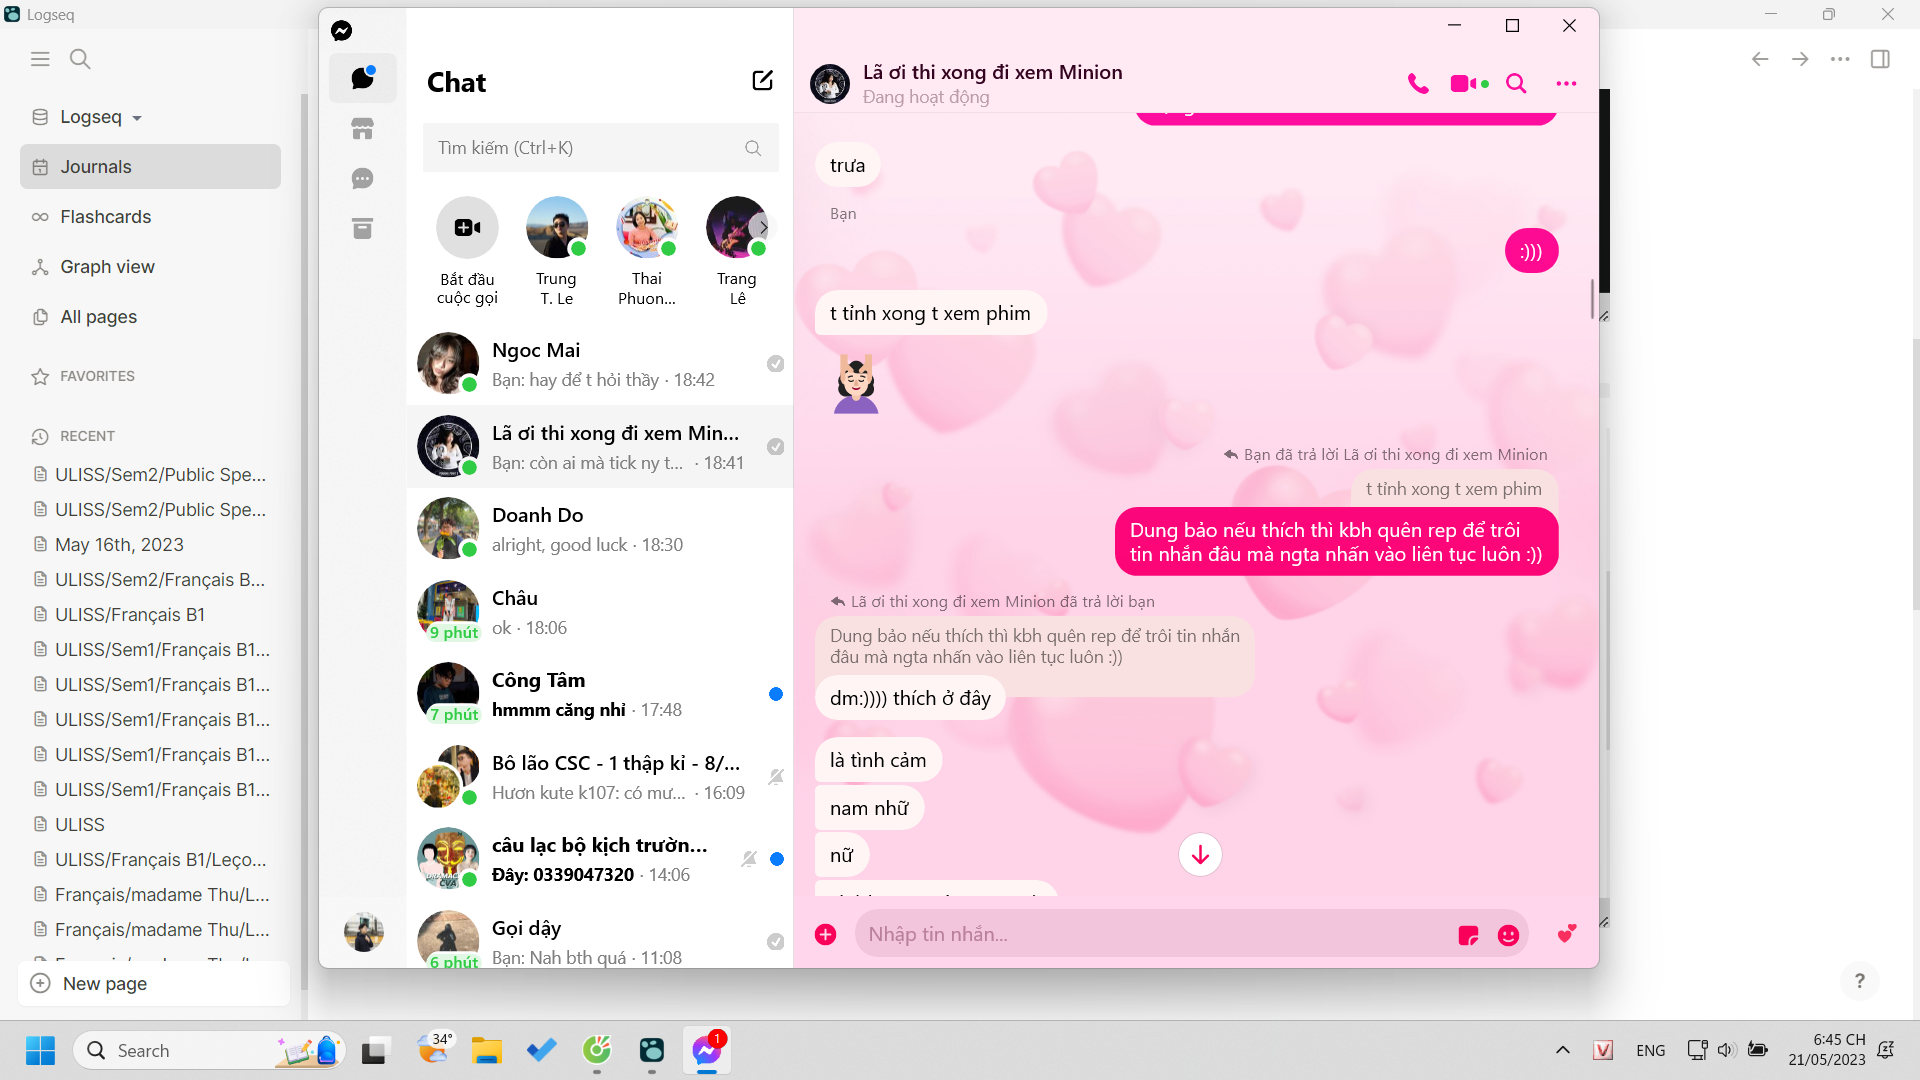 Logseq
Logseq
Journals
Flashcards
Graph view
All pages
FAVORITES
RECENT
ULISS/Sem2/Public Spe...
ULISS/Sem2/Public Spe...
May 16th, 2023
ULISS/Sem2/Français B...
ULISS/Français B1
ULISS/Sem1/Français B1...
ULISS/Sem1/Français B1...
ULISS/Sem1/Français B1...
ULISS/Sem1/Français B1...
ULISS/Sem1/Français B1...
ULISS
ULISS/Français B1/Leço...
Français/madame Thu/L...
Français/madame Thu/L...
New page
Chat
Tìm kiếm (Ctrl+K)
Bắt đầu
cuộc gọi
Trung
T. Le
Thai
Phuon...
Trang
Lê
Ngoc Mai
Bạn: hay để t hỏi thầy · 18:42
Lã ơi thi xong đi xem Min...
Bạn: còn ai mà tick ny t... · 18:41
Doanh Do
alright, good luck · 18:30
Châu
ok · 18:06
9 phút
Công Tâm
hmmm căng nhỉ · 17:48
7 phút
Bô lão CSC - 1 thập kỉ - 8/...
Hươn kute k107: có mư... · 16:09
câu lạc bộ kịch trườn...
Đây: 0339047320 · 14:06
CVA
Gọi dậy
Bạn: Nah bth quá · 11:08
6 phút
Lã ơi thi xong đi xem Minion
Đang hoạt động
trưa
Bạn
:)))
t tỉnh xong t xem phim
Bạn đã trả lời Lã ơi thi xong đi xem Minion
t tỉnh xong t xem phim
Dung bảo nếu thích thì kbh quên rep để trôi
tin nhắn đâu mà ngta nhấn vào liên tục luôn :))
Lã ơi thi xong đi xem Minion đã trả lời bạn
Dung bảo nếu thích thì kbh quên rep để trôi tin nhắn
đâu mà ngta nhấn vào liên tục luôn :))
dm:)))) thích ở đây
là tình cảm
nam nhữ
nữ
Nhập tin nhắn...
?
Search
34°
1
V
ENG
6:45 CH
21/05/2023